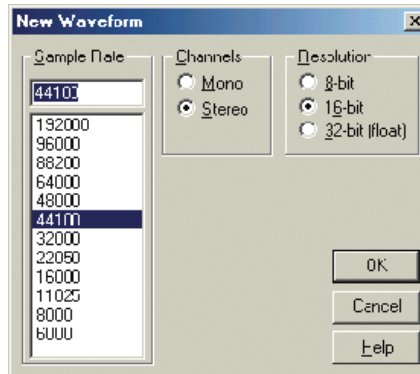 New Waveform
Sample Rate
44100
192000
96000
88200
64000
48000
44100
32000
22050
16000
11025
8000
6000
Channels
Mono
Stereo
Resolution
8-bit
16-bit
32-bit (float)
OK
Cancel
Help